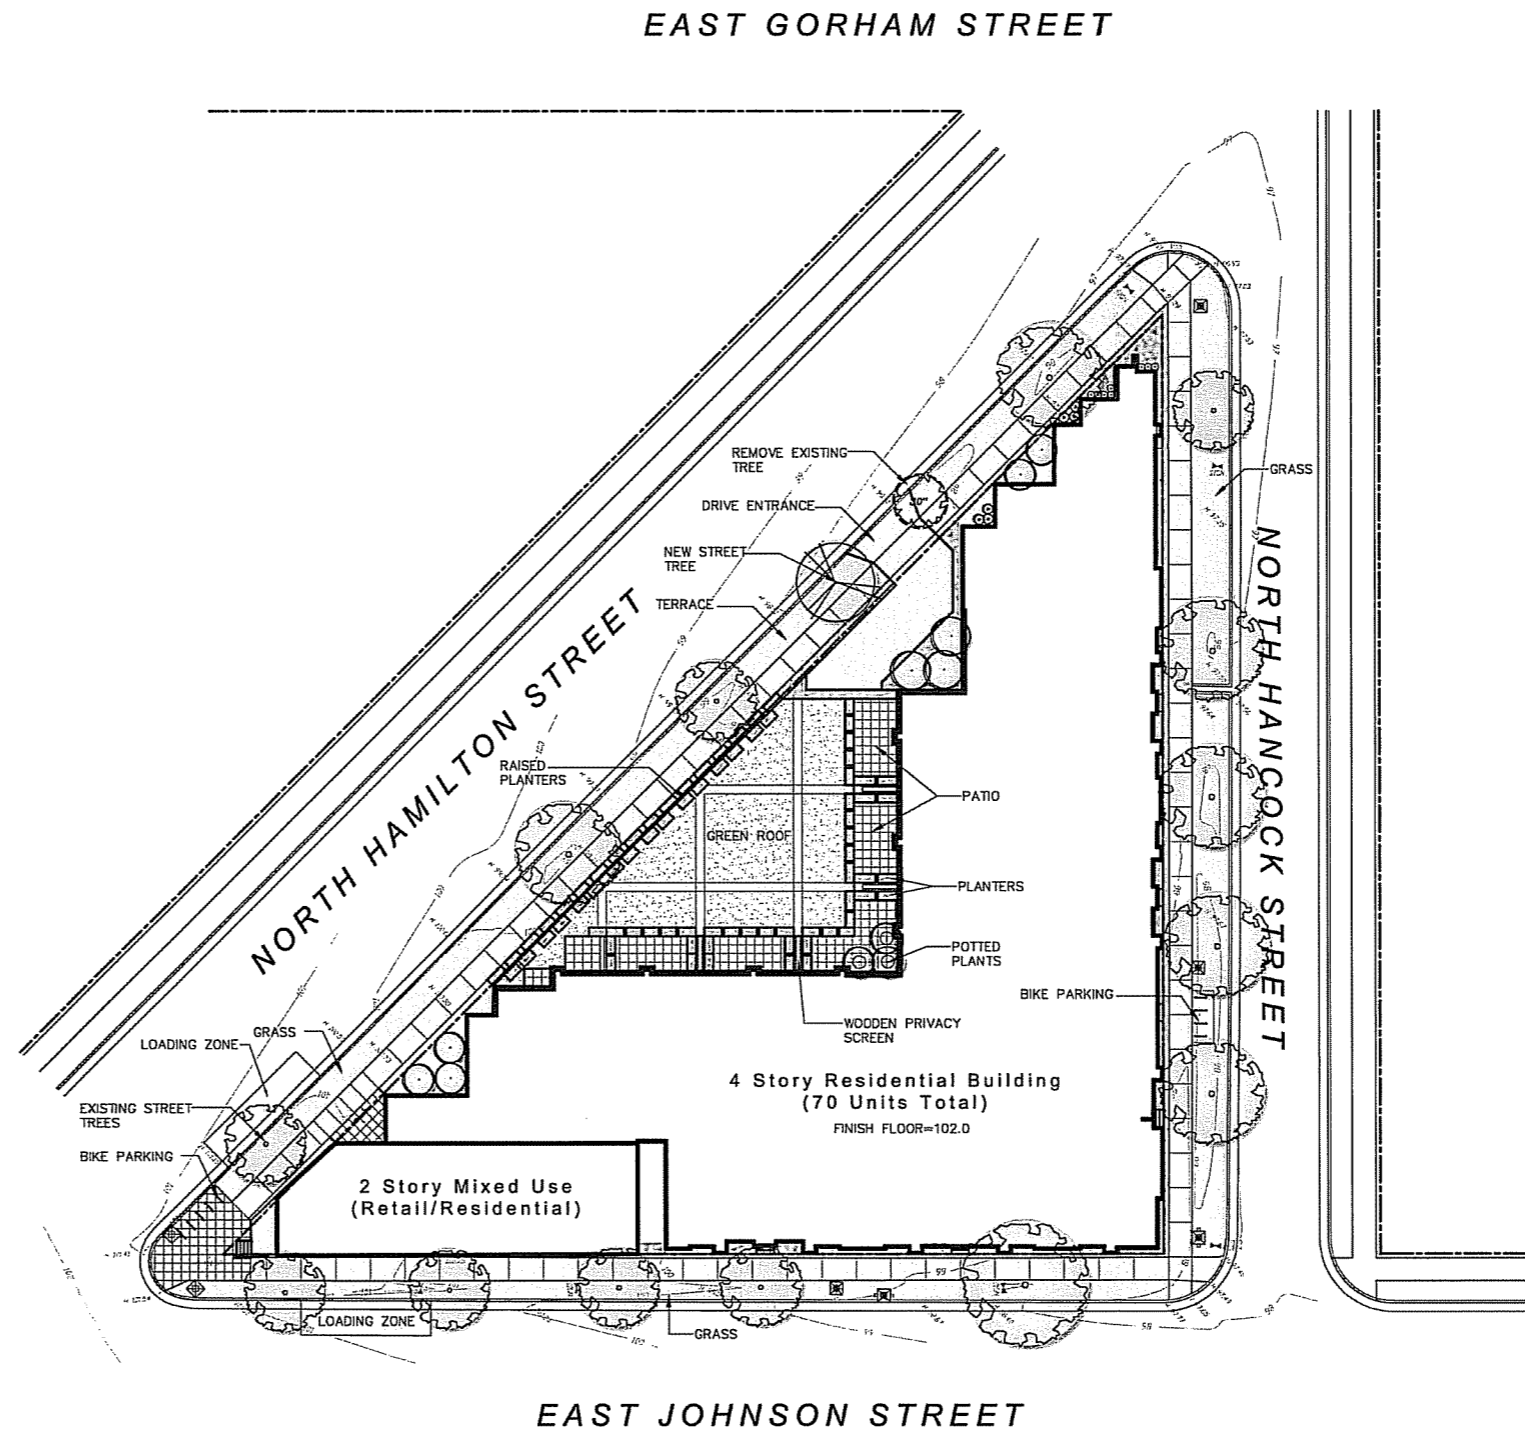 EAST GORHAM STREET
REMOVE EXISTING
TREE
30"
GRASS
DRIVE ENTRANCE
NEW STREET
TREE
TERRACE
NORTH HAMILTON STREET
NORTH HANCOCK STREET
RAISED
PLANTERS
PATIO
GREEN ROOF
PLANTERS
POTTED
PLANTS
BIKE PARKING
WOODEN PRIVACY
SCREEN
GRASS
LOADING ZONE
4 Story Residential Building
(70 Units Total)
FINISH FLOOR=102.0
EXISTING STREET
TREES
BIKE PARKING
2 Story Mixed Use
(Retail/Residential)
LOADING ZONE
GRASS
EAST JOHNSON STREET